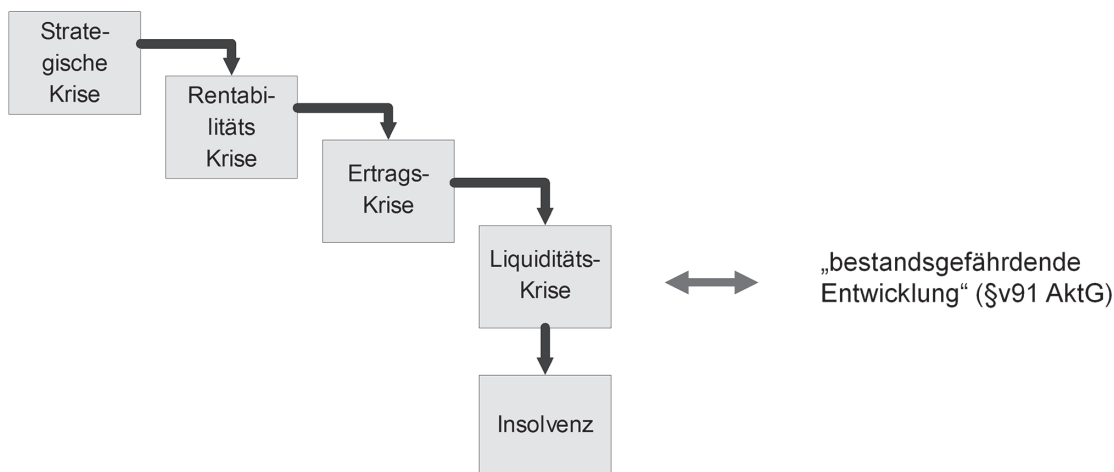 Strate-
gische
Krise
Rentabi-
litäts
Krise
Ertrags-
Krise
Liquiditäts-
Krise
„bestandsgefährdende
Entwicklung“ (§v91 AktG)
Insolvenz